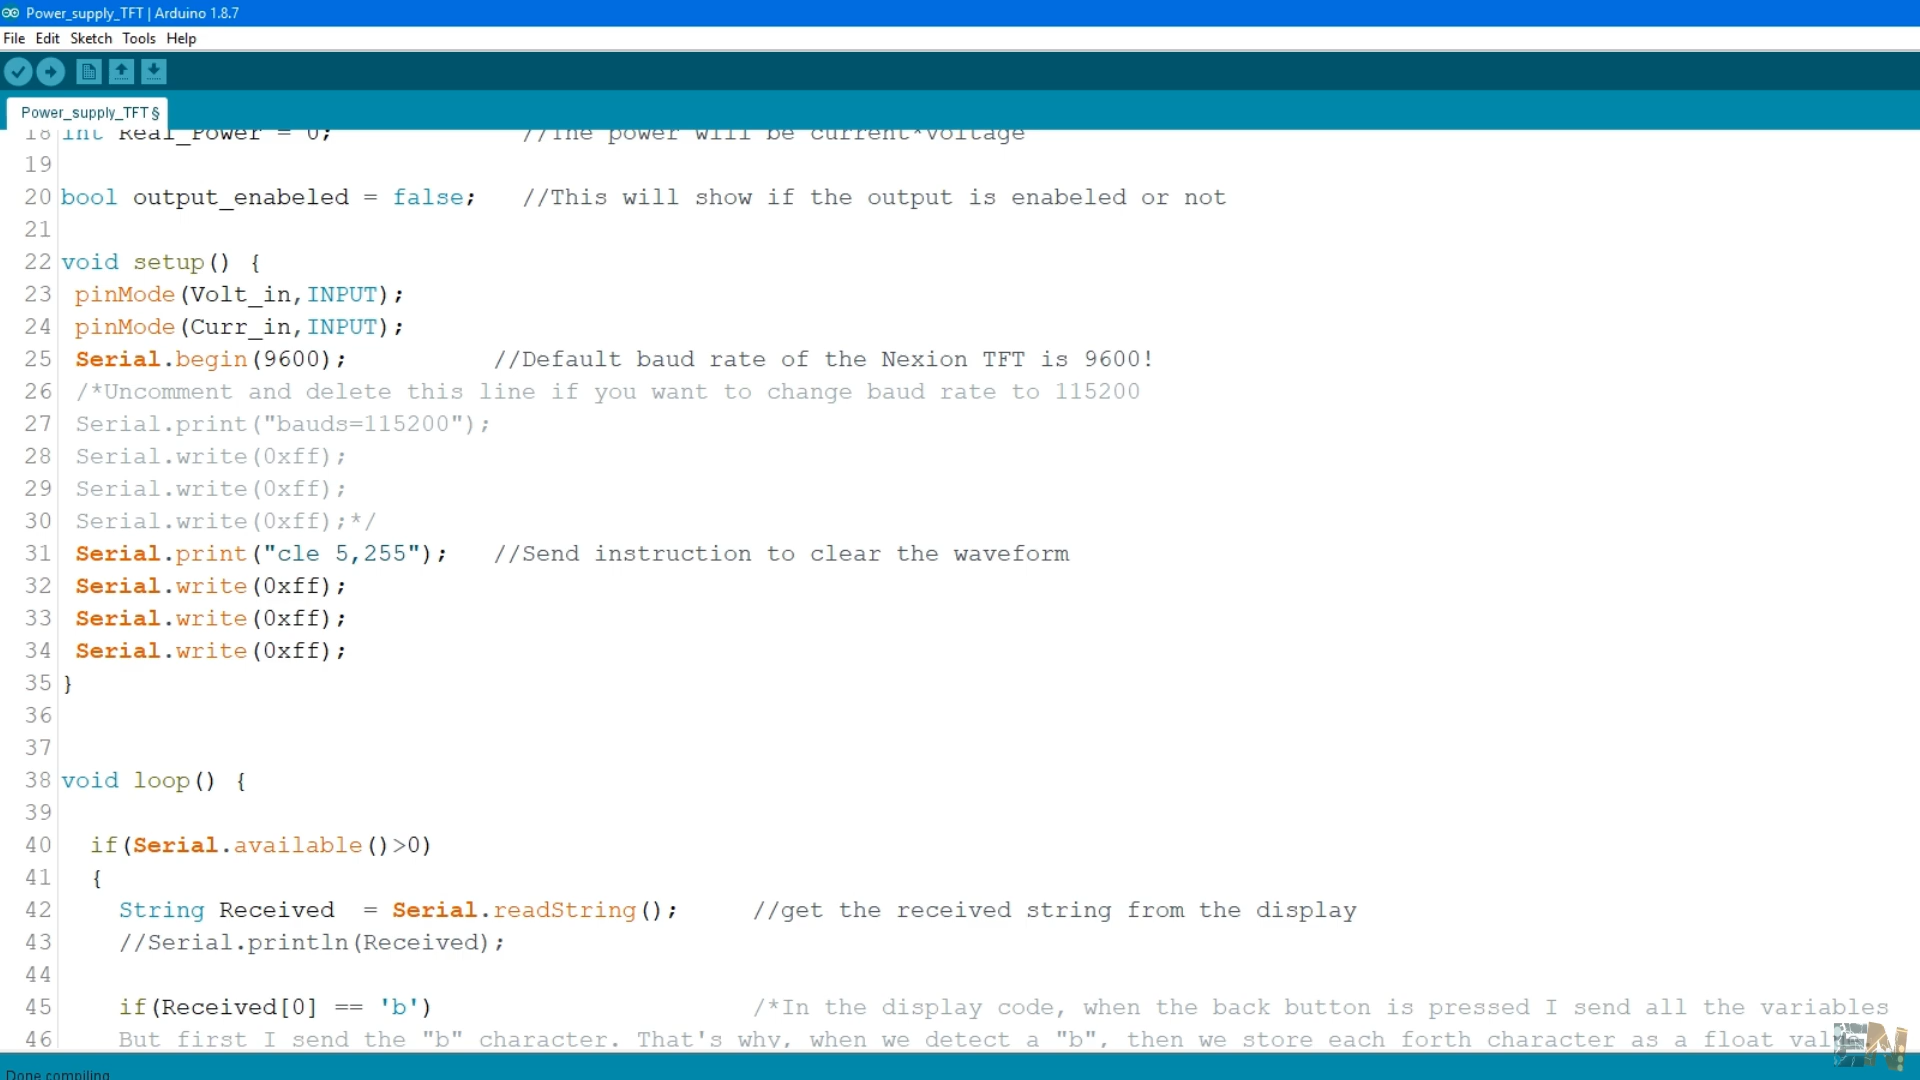 Power_supply_TFT | Arduino 1.8.7
File Edit Sketch Tools Help
Power_supply_TFT §
18 int Real_Power = 0; //The power will be current*voltage
19
20 bool output_enabeled = false; //This will show if the output is enabeled or not
21
22 void setup() {
23 pinMode(Volt_in,INPUT);
24 pinMode(Curr_in,INPUT);
25 Serial.begin(9600); //Default baud rate of the Nexion TFT is 9600!
26 /*Uncomment and delete this line if you want to change baud rate to 115200
27 Serial.print("bauds=115200");
28 Serial.write(0xff);
29 Serial.write(0xff);
30 Serial.write(0xff);*/
31 Serial.print("cle 5,255"); //Send instruction to clear the waveform
32 Serial.write(0xff);
33 Serial.write(0xff);
34 Serial.write(0xff);
35 }
36
37
38 void loop() {
39
40 if(Serial.available()>0)
41 {
42 String Received = Serial.readString(); //get the received string from the display
43 //Serial.println(Received);
44
45 if(Received[0] == 'b') /*In the display code, when the back button is pressed I send all the variables
46 But first I send the "b" character. That's why, when we detect a "b", then we store each forth character as a float
Done compiling